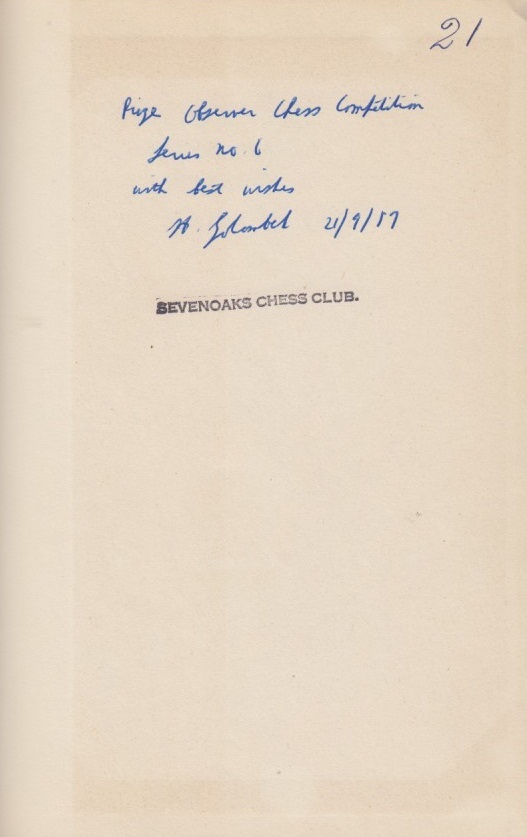 21
Prize Observer Chess Competition
Series no. 6
with best wishes
H. Golombek 21/9/57
SEVENOAKS CHESS CLUB.